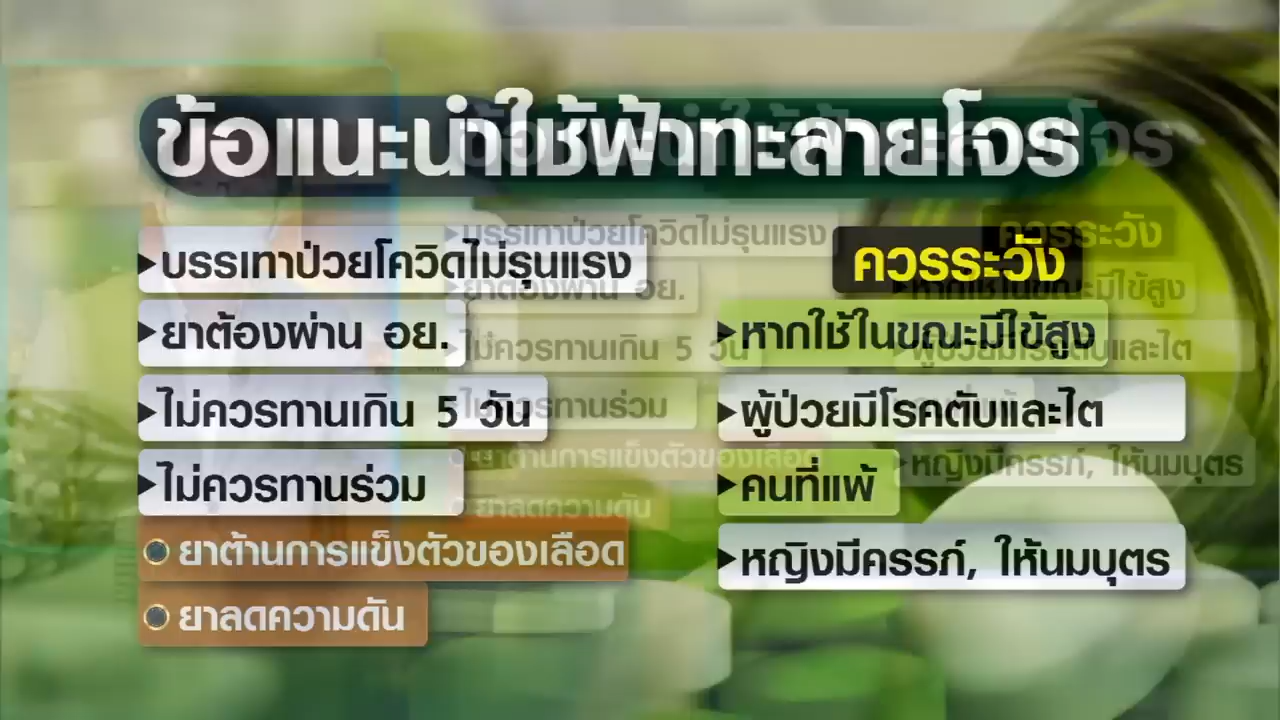 ข้อแนะนำใช้ฟ้าทะลายโจร
▸บรรเทาป่วยโควิดไม่รุนแรง
▸ยาต้องผ่าน อย.
▸ไม่ควรทานเกิน 5 วัน
▸ไม่ควรทานร่วม
ยาต้านการแข็งตัวของเลือด
ยาลดความดัน
ควรระวัง
▸หากใช้ในขณะมีไข้สูง
▸ผู้ป่วยมีโรคตับและไต
▸คนที่แพ้
▸หญิงมีครรภ์, ให้นมบุตร